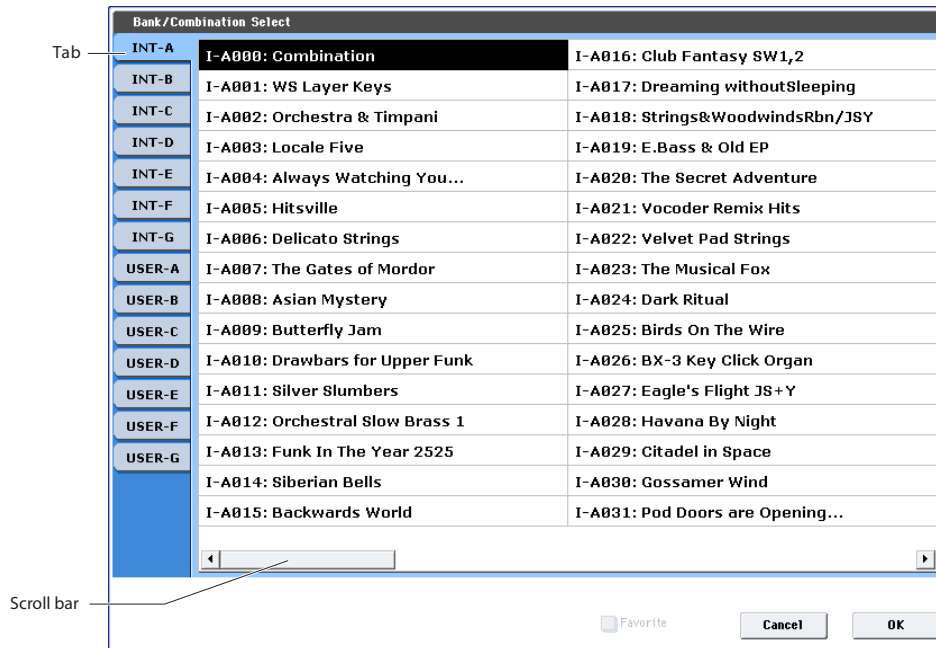 Bank/Combination Select
Tab
INT-A
INT-B
INT-C
INT-D
INT-E
INT-F
INT-G
USER-A
USER-B
USER-C
USER-D
USER-E
USER-F
USER-G
I-A000: Combination
I-A001: WS Layer Keys
I-A002: Orchestra & Timpani
I-A003: Locale Five
I-A004: Always Watching You...
I-A005: Hitsville
I-A006: Delicato Strings
I-A007: The Gates of Mordor
I-A008: Asian Mystery
I-A009: Butterfly Jam
I-A010: Drawbars for Upper Funk
I-A011: Silver Slumbers
I-A012: Orchestral Slow Brass 1
I-A013: Funk In The Year 2525
I-A014: Siberian Bells
I-A015: Backwards World
I-A016: Club Fantasy SW1,2
I-A017: Dreaming withoutSleeping
I-A018: Strings&WoodwindsRbn/JSY
I-A019: E.Bass & Old EP
I-A020: The Secret Adventure
I-A021: Vocoder Remix Hits
I-A022: Velvet Pad Strings
I-A023: The Musical Fox
I-A024: Dark Ritual
I-A025: Birds On The Wire
I-A026: BX-3 Key Click Organ
I-A027: Eagle's Flight JS+Y
I-A028: Havana By Night
I-A029: Citadel in Space
I-A030: Gossamer Wind
I-A031: Pod Doors are Opening...
Scroll bar
Favorite
Cancel
OK